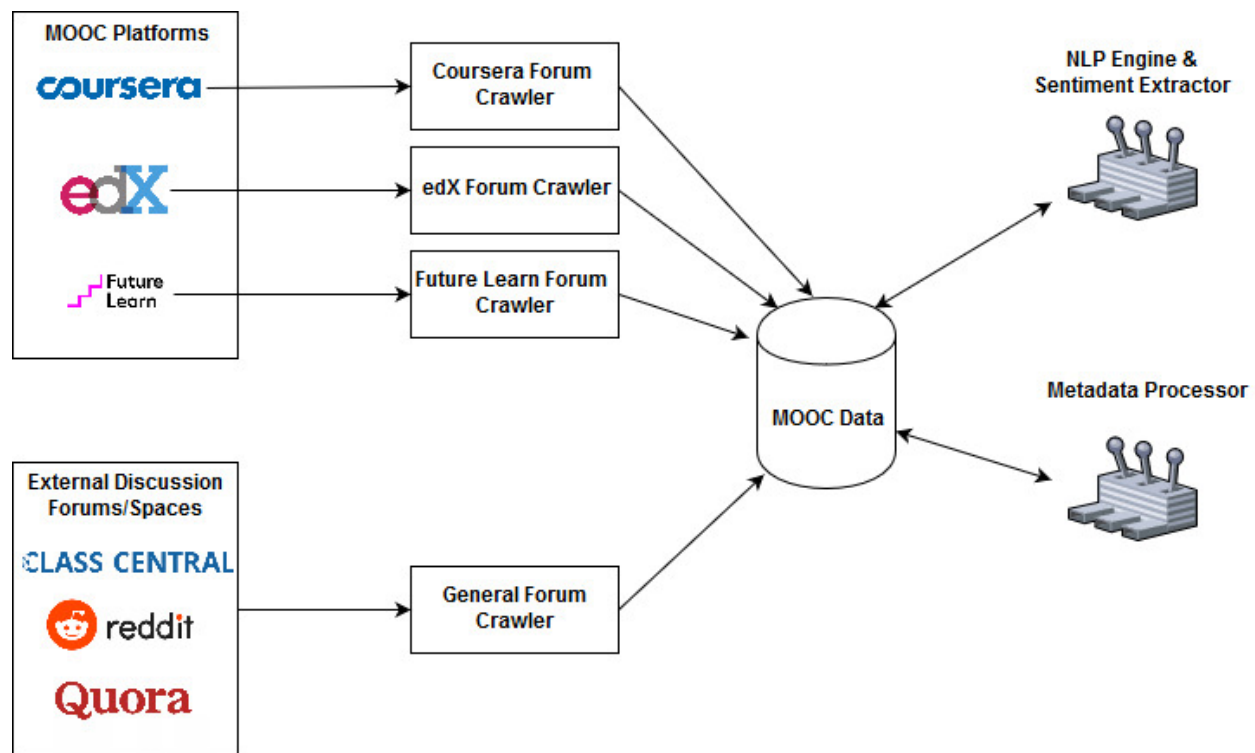 MOOC Platforms
coursera
edX
Future
Learn
Coursera Forum
Crawler
edX Forum Crawler
Future Learn Forum
Crawler
NLP Engine &
Sentiment Extractor
MOOC Data
Metadata Processor
External Discussion
Forums/Spaces
CLASS CENTRAL
reddit
Quora
General Forum
Crawler